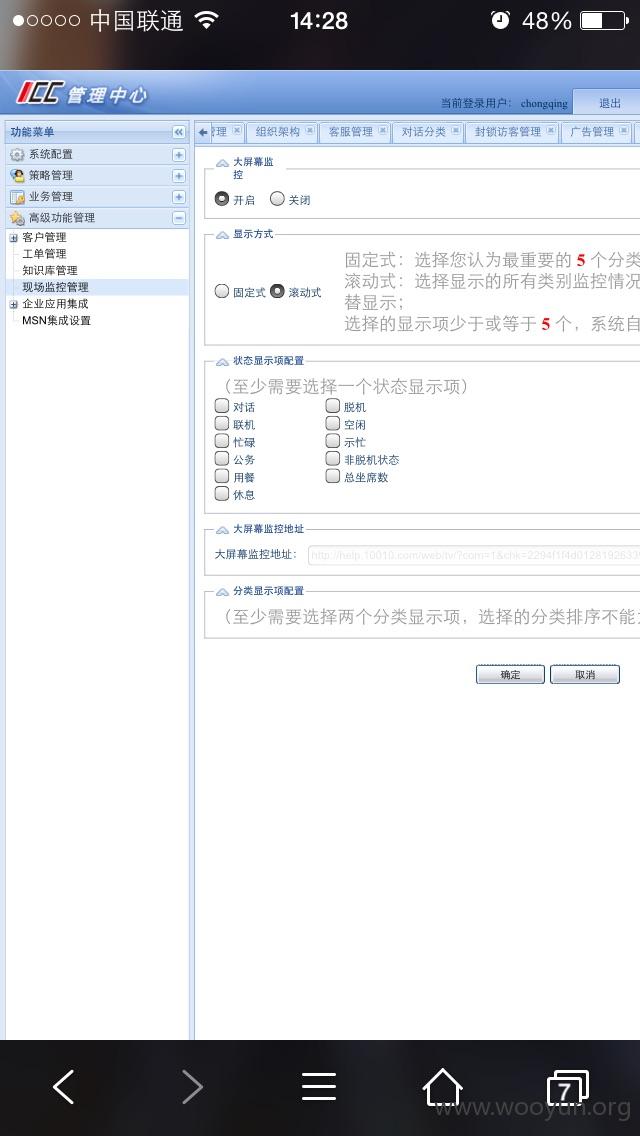 中国联通 14:28 48%
ICC 管理中心
当前登录用户： chongqing 退出
功能菜单
系统配置
策略管理
业务管理
高级功能管理
客户管理
工单管理
知识库管理
现场监控管理
企业应用集成
MSN集成设置
管理 组织架构 客服管理 对话分类 封锁访客管理 广告管理
大屏幕监
控
开启 关闭
显示方式
固定式 滚动式
固定式：选择您认为最重要的 5 个分类
滚动式：选择显示的所有类别监控情况
替显示；
选择的显示项少于或等于 5 个，系统自
状态显示项配置
（至少需要选择一个状态显示项）
对话 脱机
联机 空闲
忙碌 示忙
公务 非脱机状态
用餐 总坐席数
休息
大屏幕监控地址
大屏幕监控地址： http://help.10010.com/web/tv/?com=1&chk=2294f1f4d0128192633
分类显示项配置
（至少需要选择两个分类显示项，选择的分类排序不能
确定 取消
7
www.wooyun.org